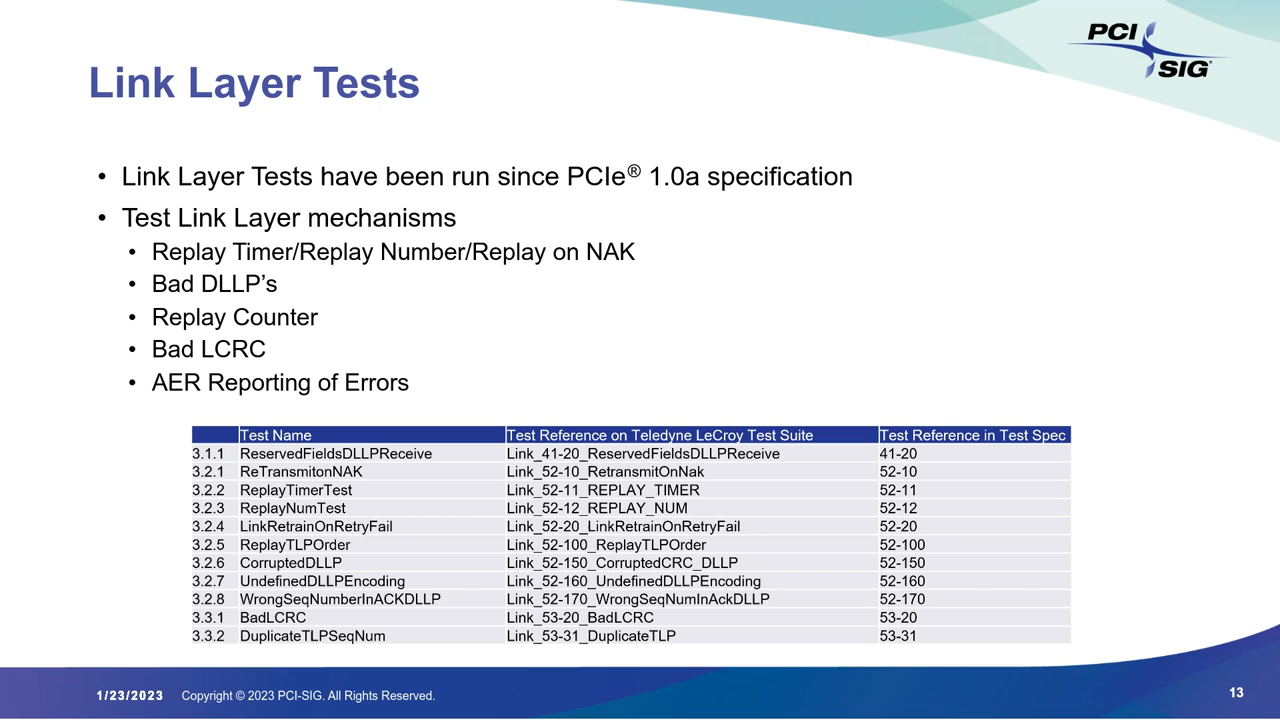 PCI
SIG®
Link Layer Tests
• Link Layer Tests have been run since PCIe® 1.0a specification
• Test Link Layer mechanisms
• Replay Timer/Replay Number/Replay on NAK
• Bad DLLP’s
• Replay Counter
• Bad LCRC
• AER Reporting of Errors
Test Name Test Reference on Teledyne LeCroy Test Suite Test Reference in Test Spec
3.1.1 ReservedFieldsDLLPReceive Link_41-20_ReservedFieldsDLLPReceive 41-20
3.2.1 ReTransmitonNAK Link_52-10_RetransmitOnNak 52-10
3.2.2 ReplayTimerTest Link_52-11_REPLAY_TIMER 52-11
3.2.3 ReplayNumTest Link_52-12_REPLAY_NUM 52-12
3.2.4 LinkRetrainOnRetryFail Link_52-20_LinkRetrainOnRetryFail 52-20
3.2.5 ReplayTLPOrder Link_52-100_ReplayTLPOrder 52-100
3.2.6 CorruptedDLLP Link_52-150_CorruptedCRC_DLLP 52-150
3.2.7 UndefinedDLLPEncoding Link_52-160_UndefinedDLLPEncoding 52-160
3.2.8 WrongSeqNumberInACKDLLP Link_52-170_WrongSeqNumInAckDLLP 52-170
3.3.1 BadLCRC Link_53-20_BadLCRC 53-20
3.3.2 DuplicateTLPSeqNum Link_53-31_DuplicateTLP 53-31
1/23/2023 Copyright © 2023 PCI-SIG. All Rights Reserved. 13